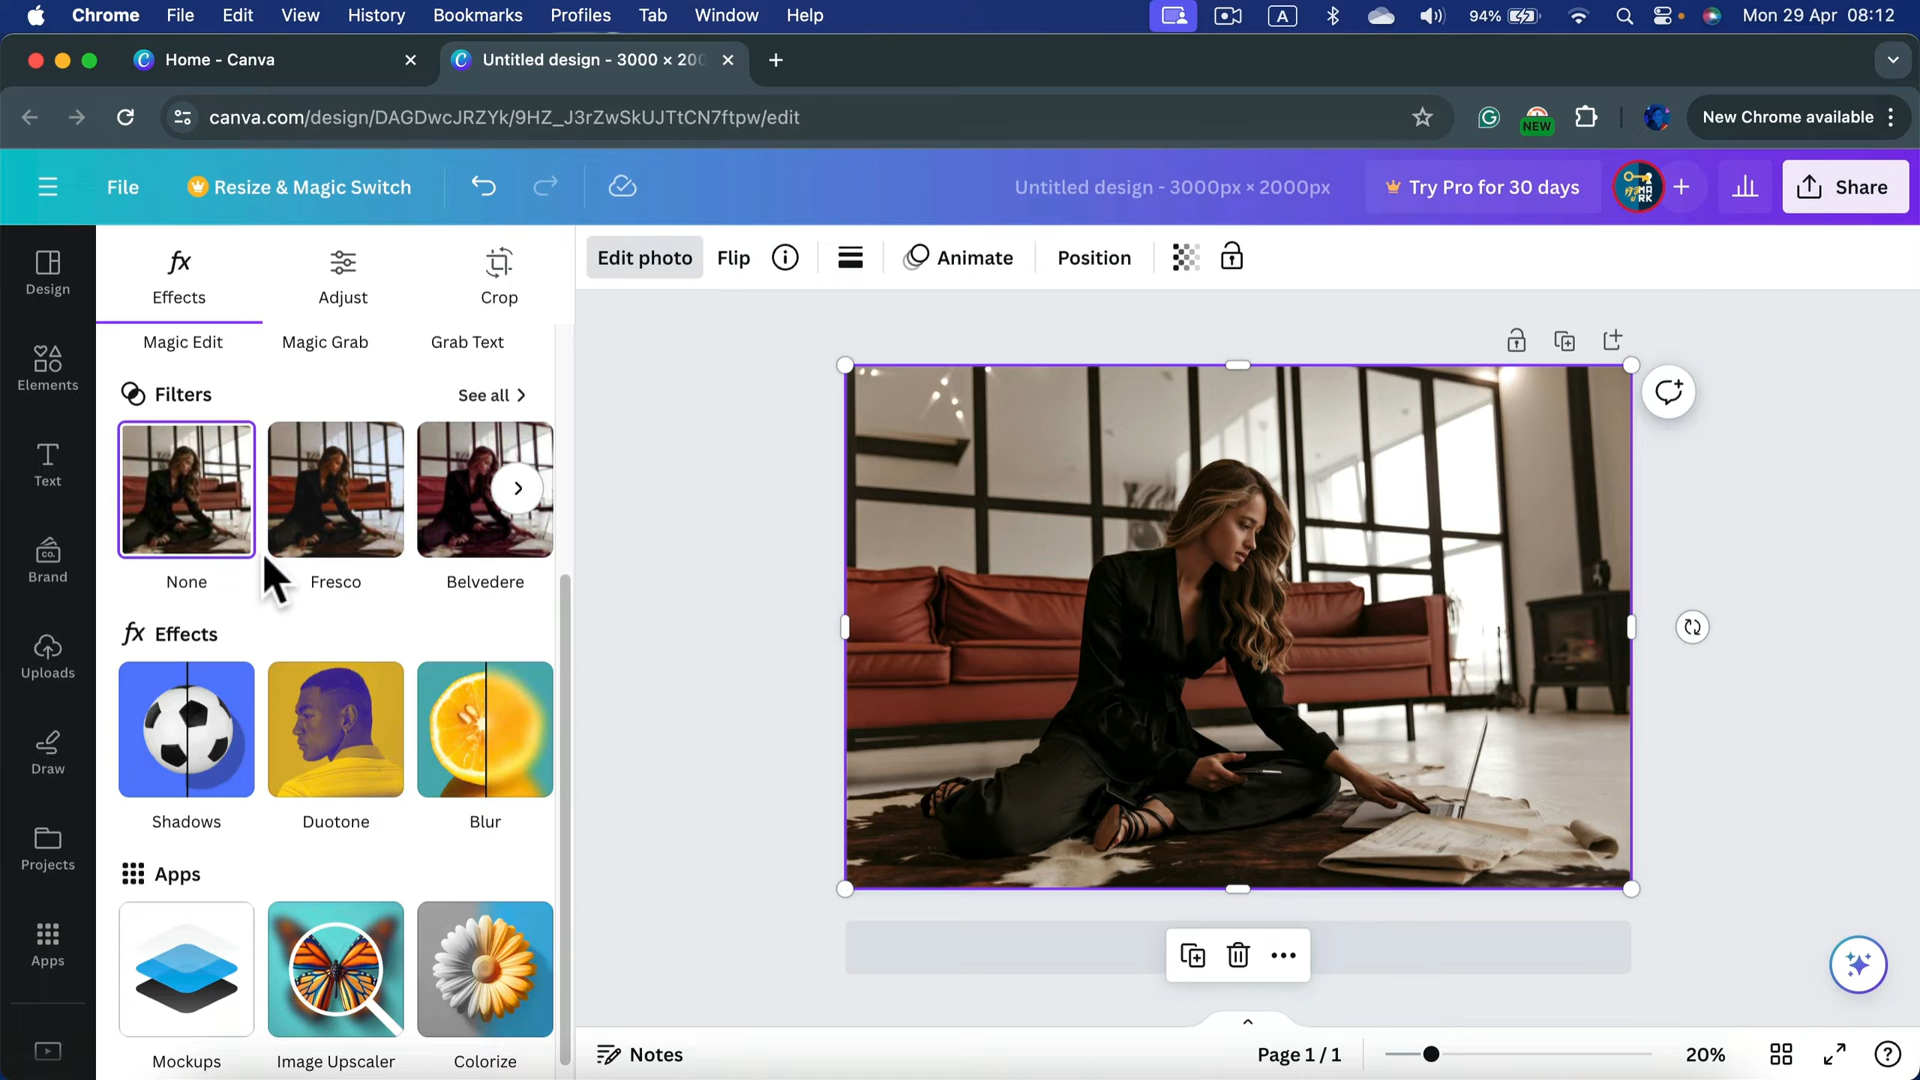 Chrome File Edit View History Bookmarks Profiles Tab Window Help A 94% Mon 29 Apr 08:12
Home - Canva Untitled design - 3000 × 200
canva.com/design/DAGDwcJRZYk/9HZ_J3rZwSkUJTtCN7ftpw/edit NEW New Chrome available
File Resize & Magic Switch Untitled design - 3000px × 2000px Try Pro for 30 days Share
Design
Elements
Text
Brand
Uploads
Draw
Projects
Apps
Effects Adjust Crop
Magic Edit Magic Grab Grab Text
Filters See all
None Fresco Belvedere
fx Effects
Shadows Duotone Blur
Apps
Mockups Image Upscaler Colorize
Edit photo Flip Animate Position
Notes Page 1 / 1 20%